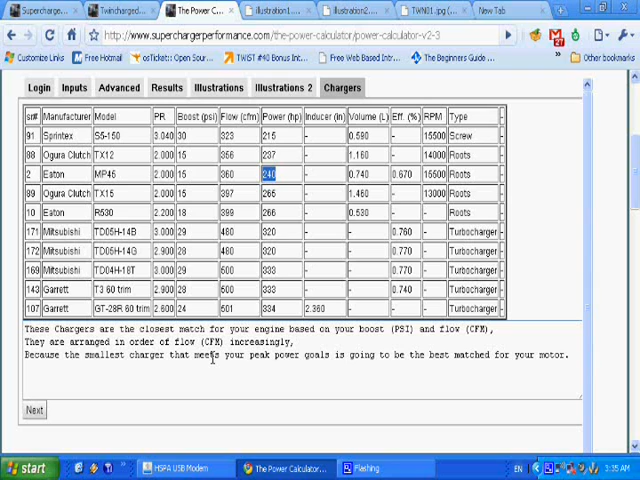 Supercharge
Twincharged
The Power Ca
illustration1....
illustration2....
TWN01.jpg (
New Tab
http://www.superchargerperformance.com/the-power-calculator/power-calculator-v2-3
27
Customize Links
Free Hotmail
osTicket:: Open Sour...
TWIST #40 Bonus Int...
Free Web Based Intr...
The Beginners Guide...
Other bookmarks
Login Inputs Advanced Results Illustrations Illustrations 2 Chargers
sr# Manufacturer Model PR Boost (psi) Flow (cfm) Power (hp) Inducer (in) Volume (L) Eff. (%) RPM Type -
91 Sprintex S5-150 3.040 30 323 215 - 0.590 - 15500 Screw -
88 Ogura Clutch TX12 2.000 15 356 237 - 1.160 - 14000 Roots -
2 Eaton MP45 2.000 15 360 240 - 0.740 0.670 15500 Roots -
89 Ogura Clutch TX15 2.000 15 397 265 - 1.460 - 13000 Roots -
10 Eaton R530 2.200 18 399 266 - 0.530 - - Roots -
171 Mitsubishi TD05H-14B 3.000 29 480 320 - - 0.760 - Turbocharger -
172 Mitsubishi TD05H-14G 2.900 28 480 320 - - 0.770 - Turbocharger -
169 Mitsubishi TD04H-18T 3.000 29 500 333 - - 0.770 - Turbocharger -
143 Garrett T3 60 trim 2.900 28 500 333 - - 0.740 - Turbocharger -
107 Garrett GT-28R 60 trim 2.600 24 501 334 2.360 - - - Turbocharger -
These Chargers are the closest match for your engine based on your boost (PSI) and flow (CFM),
They are arranged in order of flow (CFM) increasingly,
Because the smallest charger that meets your peak power goals is going to be the best matched for your motor.
Next
start
HSPA USB Modem
The Power Calculator...
Flashing
EN
3:35 AM